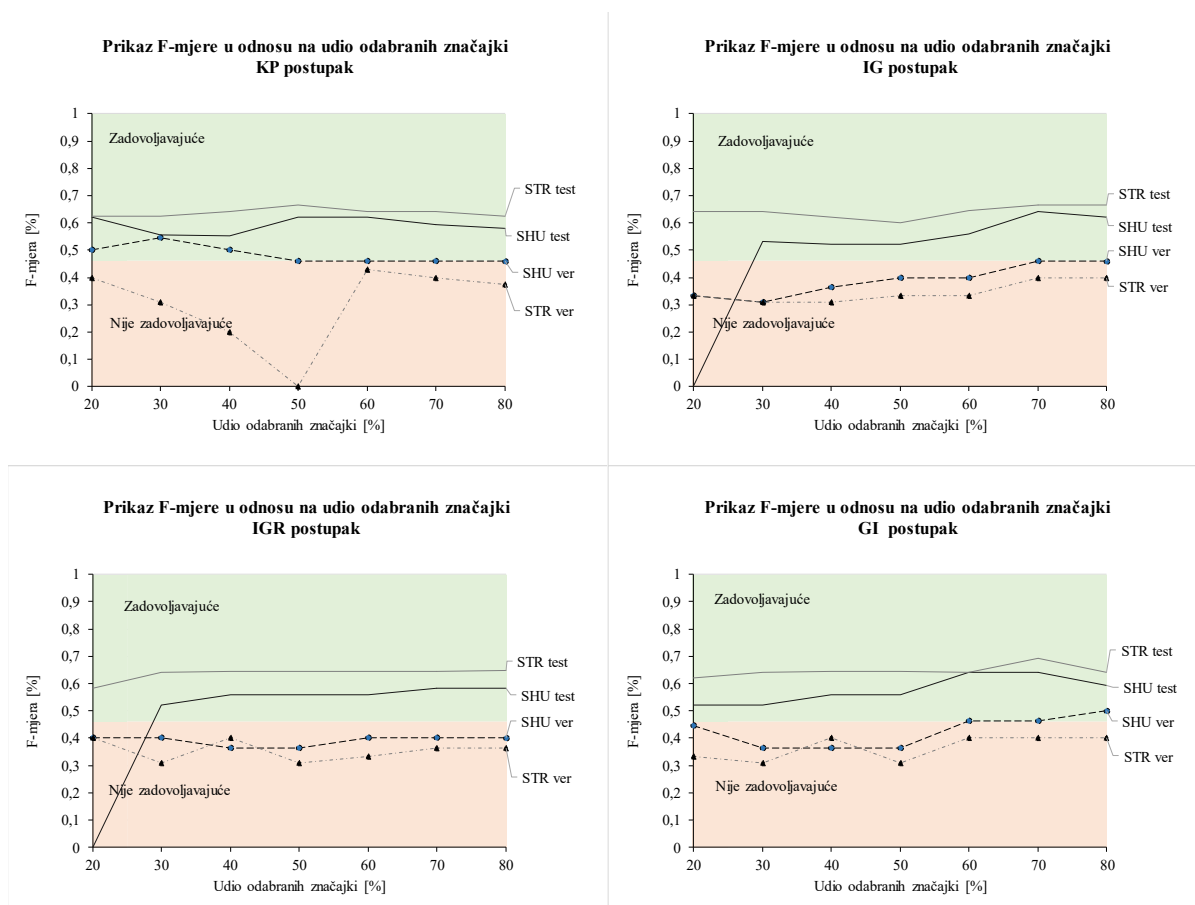 Prikaz F-mjere u odnosu na udio odabranih značajki
KP postupak
F-mjera [%]
1
0,9
0,8
0,7
0,6
0,5
0,4
0,3
0,2
0,1
0
Zadovoljavajuće
Nije zadovoljavajuće
STR test
SHU test
SHU ver
STR ver
20 30 40 50 60 70 80
Udio odabranih značajki [%]
Prikaz F-mjere u odnosu na udio odabranih značajki
IG postupak
F-mjera [%]
1
0,9
0,8
0,7
0,6
0,5
0,4
0,3
0,2
0,1
0
Zadovoljavajuće
Nije zadovoljavajuće
STR test
SHU test
SHU ver
STR ver
20 30 40 50 60 70 80
Udio odabranih značajki [%]
Prikaz F-mjere u odnosu na udio odabranih značajki
IGR postupak
F-mjera [%]
1
0,9
0,8
0,7
0,6
0,5
0,4
0,3
0,2
0,1
0
Zadovoljavajuće
Nije zadovoljavajuće
STR test
SHU test
SHU ver
STR ver
20 30 40 50 60 70 80
Udio odabranih značajki [%]
Prikaz F-mjere u odnosu na udio odabranih značajki
GI postupak
F-mjera [%]
1
0,9
0,8
0,7
0,6
0,5
0,4
0,3
0,2
0,1
0
Zadovoljavajuće
Nije zadovoljavajuće
STR test
SHU test
SHU ver
STR ver
20 30 40 50 60 70 80
Udio odabranih značajki [%]